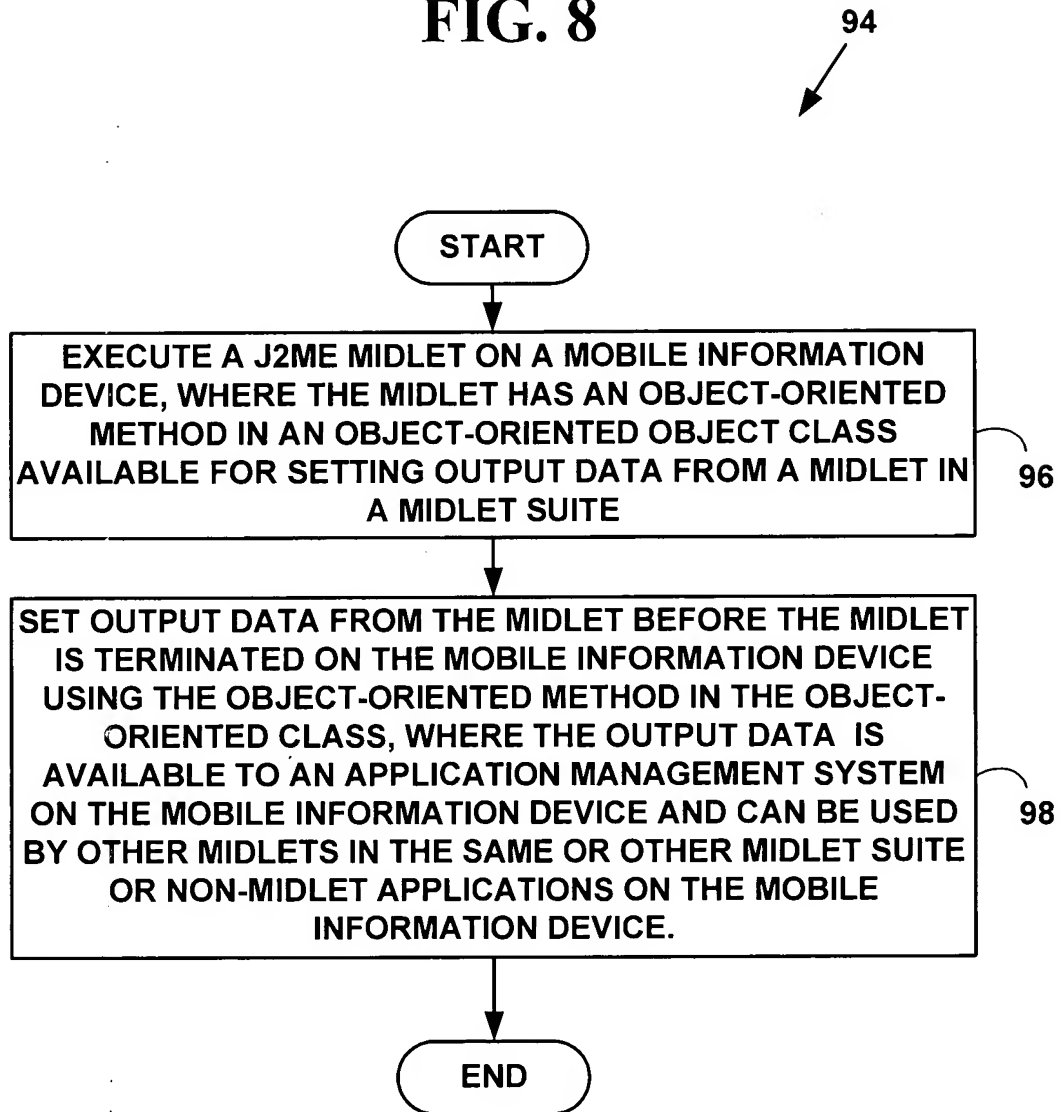 FIG. 8
94
START
EXECUTE A J2ME MIDLET ON A MOBILE INFORMATION
DEVICE, WHERE THE MIDLET HAS AN OBJECT-ORIENTED
METHOD IN AN OBJECT-ORIENTED OBJECT CLASS
AVAILABLE FOR SETTING OUTPUT DATA FROM A MIDLET IN
A MIDLET SUITE
96
SET OUTPUT DATA FROM THE MIDLET BEFORE THE MIDLET
IS TERMINATED ON THE MOBILE INFORMATION DEVICE
USING THE OBJECT-ORIENTED METHOD IN THE OBJECT-
ORIENTED CLASS, WHERE THE OUTPUT DATA IS
AVAILABLE TO AN APPLICATION MANAGEMENT SYSTEM
ON THE MOBILE INFORMATION DEVICE AND CAN BE USED
BY OTHER MIDLETS IN THE SAME OR OTHER MIDLET SUITE
OR NON-MIDLET APPLICATIONS ON THE MOBILE
INFORMATION DEVICE.
98
END